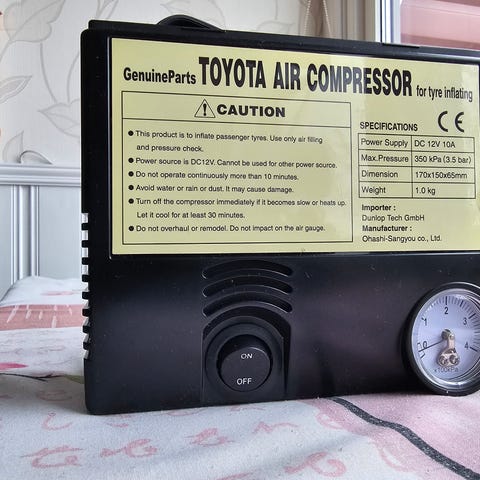 GenuineParts TOYOTA AIR COMPRESSOR for tyre inflating
CAUTION
● This product is to inflate passenger tyres. Use only air filling
and pressure check.
● Power source is DC12V. Cannot be used for other power source.
● Do not operate continuously more than 10 minutes.
● Avoid water or rain or dust. It may cause damage.
● Turn off the compressor immediately if it becomes slow or heats up.
Let it cool for at least 30 minutes.
● Do not overhaul or remodel. Do not impact on the air gauge.
SPECIFICATIONS CE
Power Supply DC 12V 10A
Max.Pressure 350 kPa (3.5 bar)
Dimension 170x150x65mm
Weight 1.0 kg
Importer :
Dunlop Tech GmbH
Manufacturer :
Ohashi-Sangyou co., Ltd.
ON
OFF
0 1 2 3 4
x100kPa